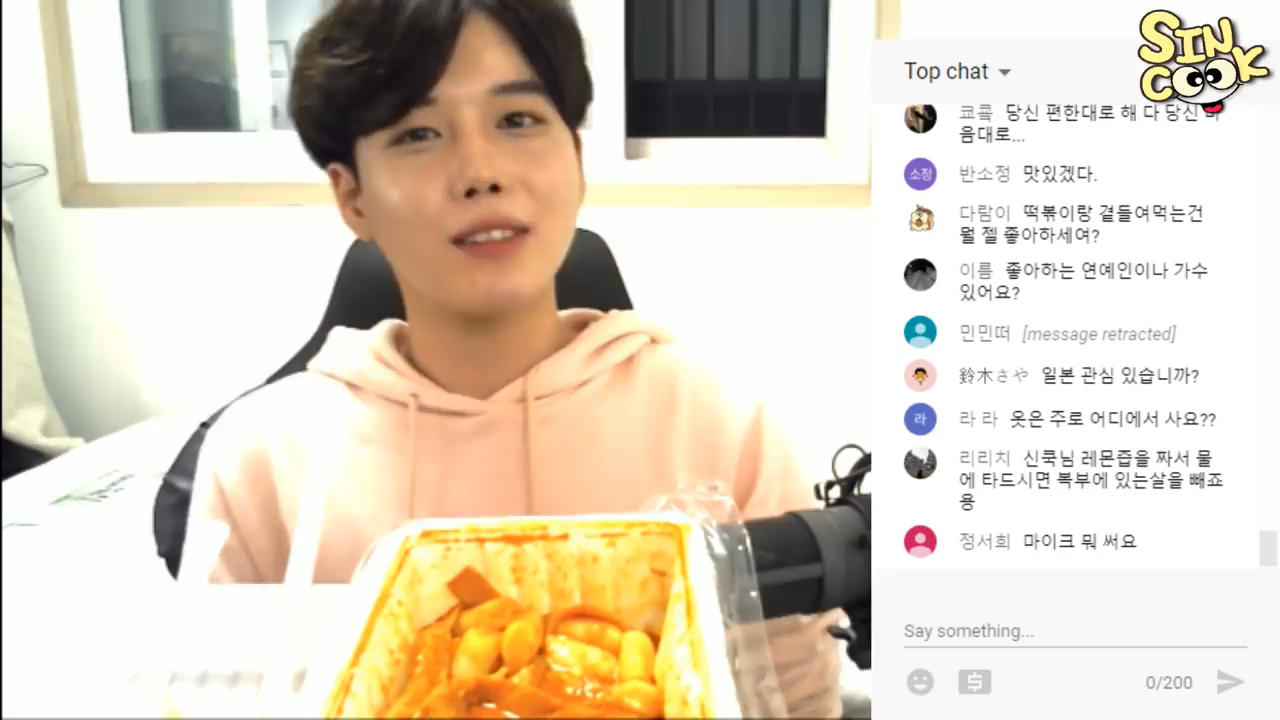 SIN
COOK
Top chat
쿄쿜 당신 편한대로 해 다 당신 마
음대로...
소정 반소정 맛있겠다.
다람이 떡볶이랑 곁들여먹는건
뭘 젤 좋아하세여?
이름 좋아하는 연예인이나 가수
있어요?
민민떠 [message retracted]
鈴木さや 일본 관심 있습니까?
라 라 라 옷은 주로 어디에서 사요??
리리치 신쿡님 레몬즙을 짜서 물
에 타드시면 복부에 있는살을 빼죠
용
정서희 마이크 뭐 써요
Say something...
0/200